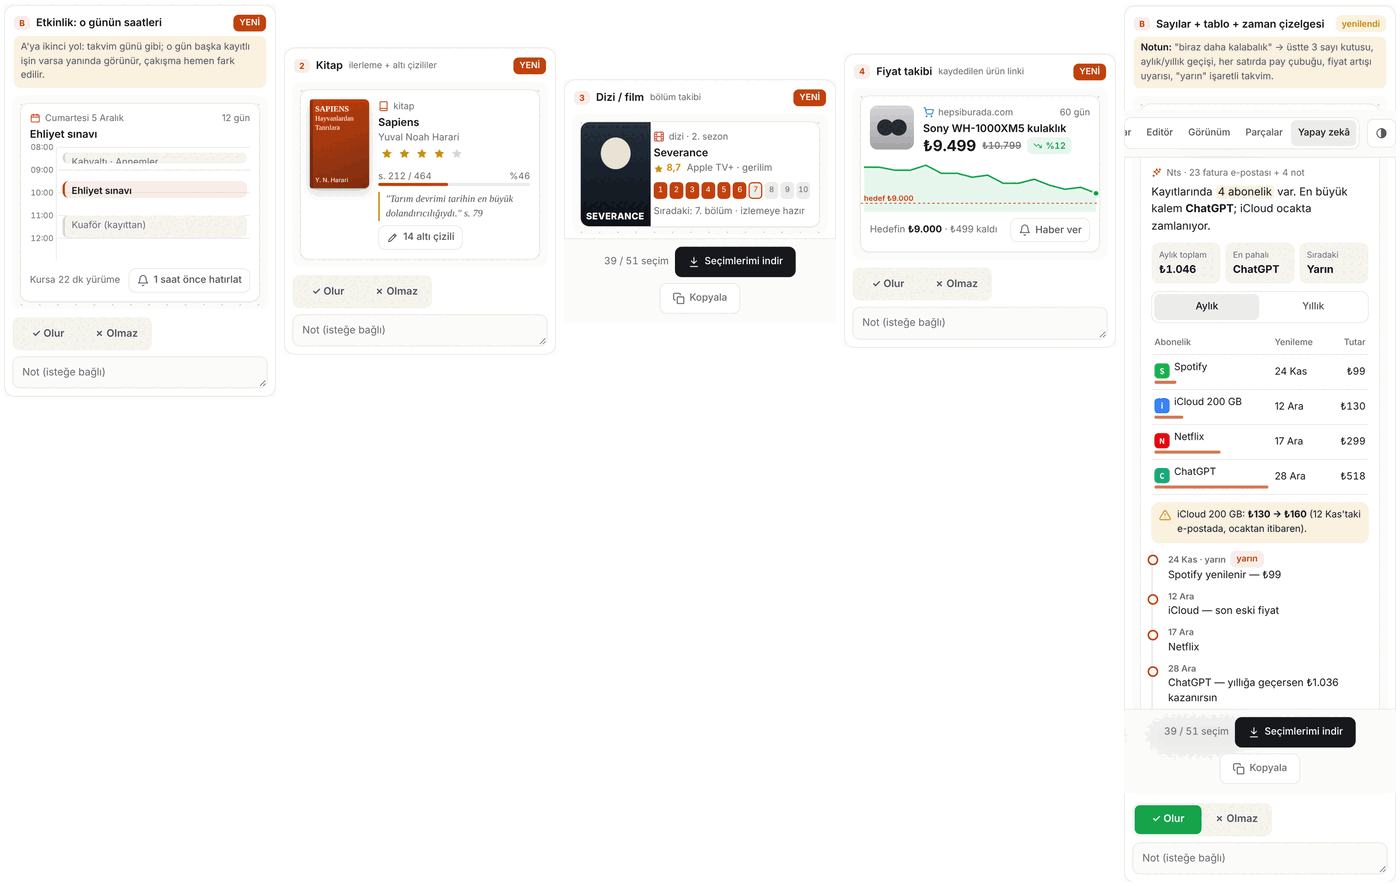 B Etkinlik: o günün saatleri YENİ
A'ya ikinci yol: takvim günü gibi; o gün başka kayıtlı
işin varsa yanında görünür, çakışma hemen fark
edilir.
Cumartesi 5 Aralık 12 gün
Ehliyet sınavı
08:00
Kahvaltı · Annemler
09:00
10:00 Ehliyet sınavı
11:00
Kuaför (kayıttan)
12:00
Kursa 22 dk yürüme 1 saat önce hatırlat
✓ Olur × Olmaz
Not (isteğe bağlı)
2 Kitap ilerleme + altı çizililer YENİ
SAPIENS
Hayvanlardan
Tanrılara
Y. N. Harari
kitap
Sapiens
Yuval Noah Harari
s. 212 / 464 %46
"Tarım devrimi tarihin en büyük
dolandırıcılığıydı." s. 79
14 altı çizili
✓ Olur × Olmaz
Not (isteğe bağlı)
3 Dizi / film bölüm takibi YENİ
SEVERANCE
dizi · 2. sezon
Severance
8,7 Apple TV+ · gerilim
1 2 3 4 5 6 7 8 9 10
Sıradaki: 7. bölüm · izlemeye hazır
39 / 51 seçim Seçimlerimi indir
Kopyala
4 Fiyat takibi kaydedilen ürün linki YENİ
hepsiburada.com 60 gün
Sony WH-1000XM5 kulaklık
₺9.499 ₺10.799 %12
hedef ₺9.000
Hedefin ₺9.000 · ₺499 kaldı Haber ver
✓ Olur × Olmaz
Not (isteğe bağlı)
B Sayılar + tablo + zaman çizelgesi yenilendi
Notun: "biraz daha kalabalık" → üstte 3 sayı kutusu,
aylık/yıllık geçişi, her satırda pay çubuğu, fiyat artışı
uyarısı, "yarın" işaretli takvim.
ar Editör Görünüm Parçalar Yapay zekâ
Nts · 23 fatura e-postası + 4 not
Kayıtlarında 4 abonelik var. En büyük
kalem ChatGPT; iCloud ocakta
zamlanıyor.
Aylık toplam En pahalı Sıradaki
₺1.046 ChatGPT Yarın
Aylık Yıllık
Abonelik Yenileme Tutar
S Spotify 24 Kas ₺99
i iCloud 200 GB 12 Ara ₺130
N Netflix 17 Ara ₺299
C ChatGPT 28 Ara ₺518
iCloud 200 GB: ₺130 → ₺160 (12 Kas'taki
e-postada, ocaktan itibaren).
24 Kas · yarın yarın
Spotify yenilenir — ₺99
12 Ara
iCloud — son eski fiyat
17 Ara
Netflix
28 Ara
ChatGPT — yıllığa geçersen ₺1.036
kazanırsın
39 / 51 seçim Seçimlerimi indir
Kopyala
✓ Olur × Olmaz
Not (isteğe bağlı)